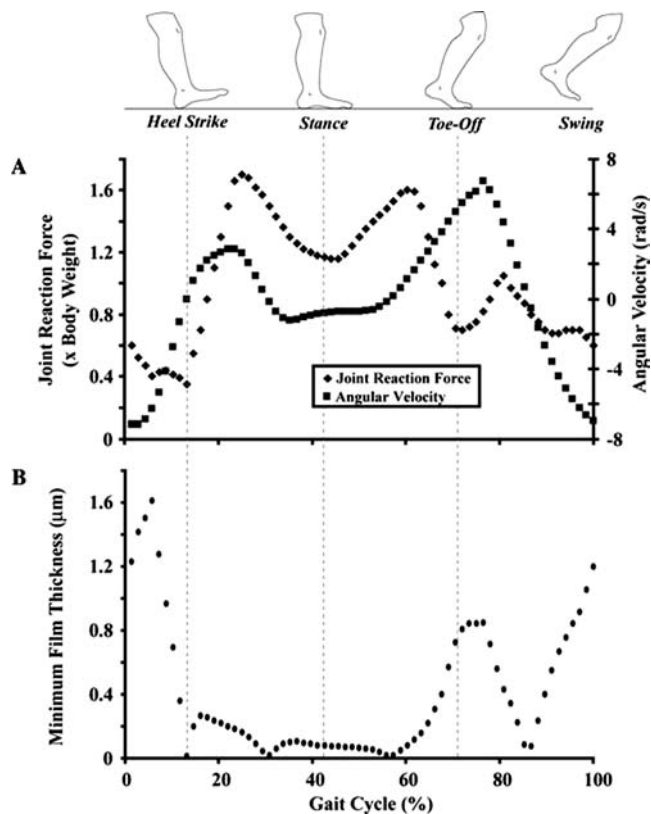 Heel Strike Stance Toe-Off Swing
A
1.6
1.2
0.8
0.4
0
Joint Reaction Force
(x Body Weight)
8
4
0
-4
-8
Angular Velocity (rad/s)
Joint Reaction Force
Angular Velocity
B
1.6
1.2
0.8
0.4
0
Minimum Film Thickness (μm)
0 20 40 60 80 100
Gait Cycle (%)